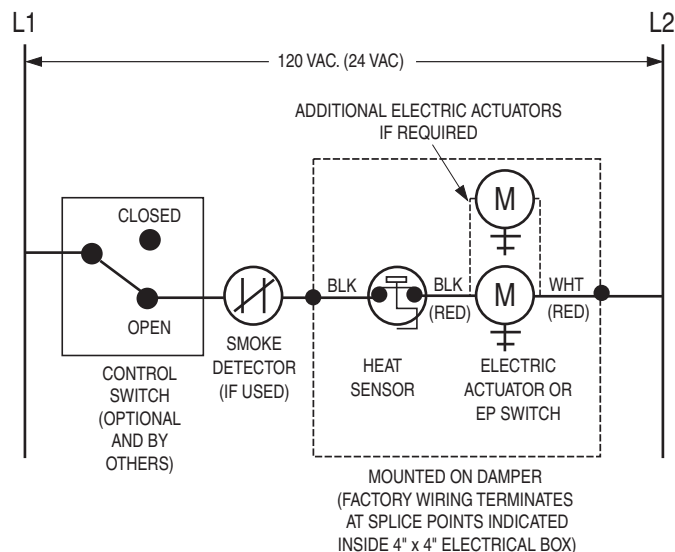 L1
L2
120 VAC. (24 VAC)
ADDITIONAL ELECTRIC ACTUATORS
IF REQUIRED
M
CLOSED
OPEN
CONTROL
SWITCH
(OPTIONAL
AND BY
OTHERS)
SMOKE
DETECTOR
(IF USED)
BLK
HEAT
SENSOR
BLK
(RED)
M
WHT
(RED)
ELECTRIC
ACTUATOR OR
EP SWITCH
MOUNTED ON DAMPER
(FACTORY WIRING TERMINATES
AT SPLICE POINTS INDICATED
INSIDE 4" x 4" ELECTRICAL BOX)